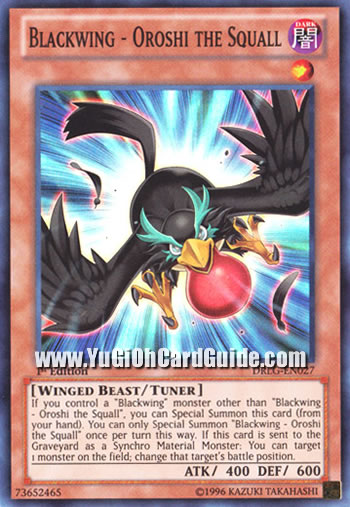 BLACKWING - OROSHI THE SQUALL
DARK
闇
www.YuGiOhCardGuide.com
1st Edition
DRLG-EN027
[WINGED BEAST/TUNER]
If you control a "Blackwing" monster other than "Blackwing
- Oroshi the Squall", you can Special Summon this card (from
your hand). You can only Special Summon "Blackwing - Oroshi
the Squall" once per turn this way. If this card is sent to the
Graveyard as a Synchro Material Monster: You can target
1 monster on the field; change that target's battle position.
ATK/ 400 DEF/ 600
73652465
©1996 KAZUKI TAKAHASHI